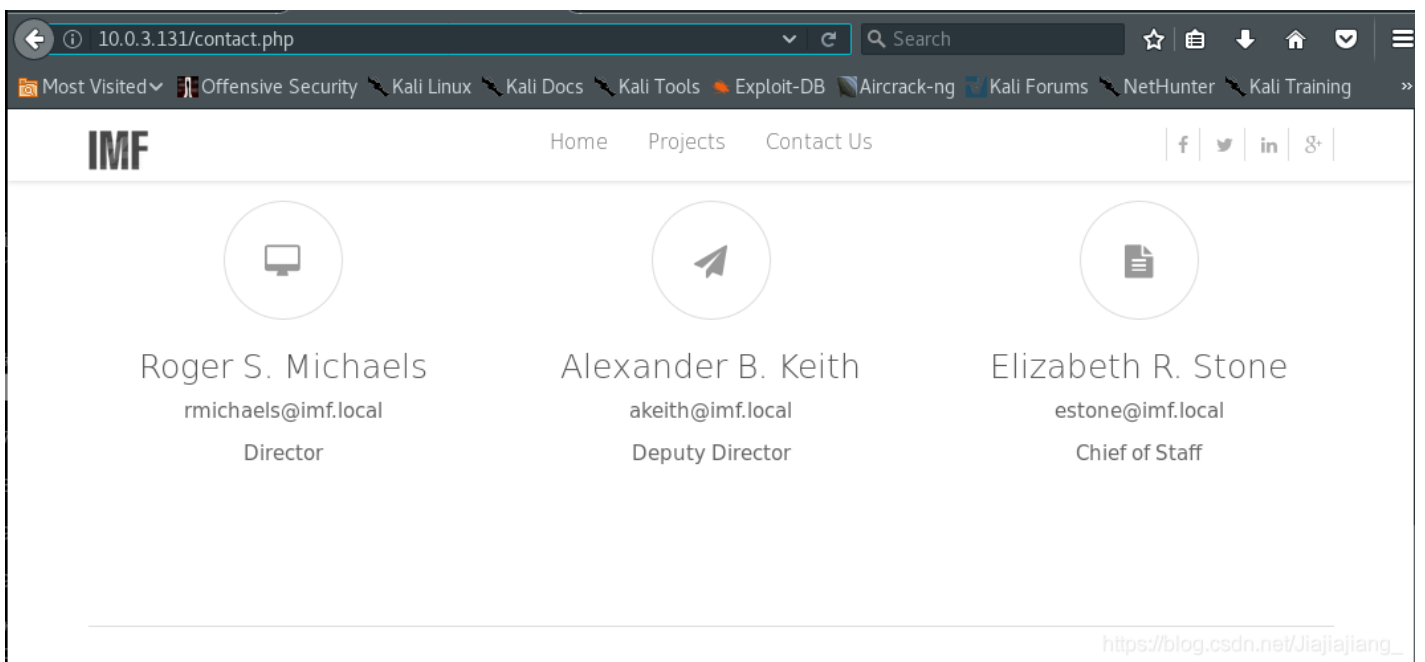 10.0.3.131/contact.php Search
Most Visited Offensive Security Kali Linux Kali Docs Kali Tools Exploit-DB Aircrack-ng Kali Forums NetHunter Kali Training »
IMF Home Projects Contact Us f in g+
Roger S. Michaels Alexander B. Keith Elizabeth R. Stone
rmichaels@imf.local akeith@imf.local estone@imf.local
Director Deputy Director Chief of Staff
https://blog.csdn.net/Jiajiajiang_